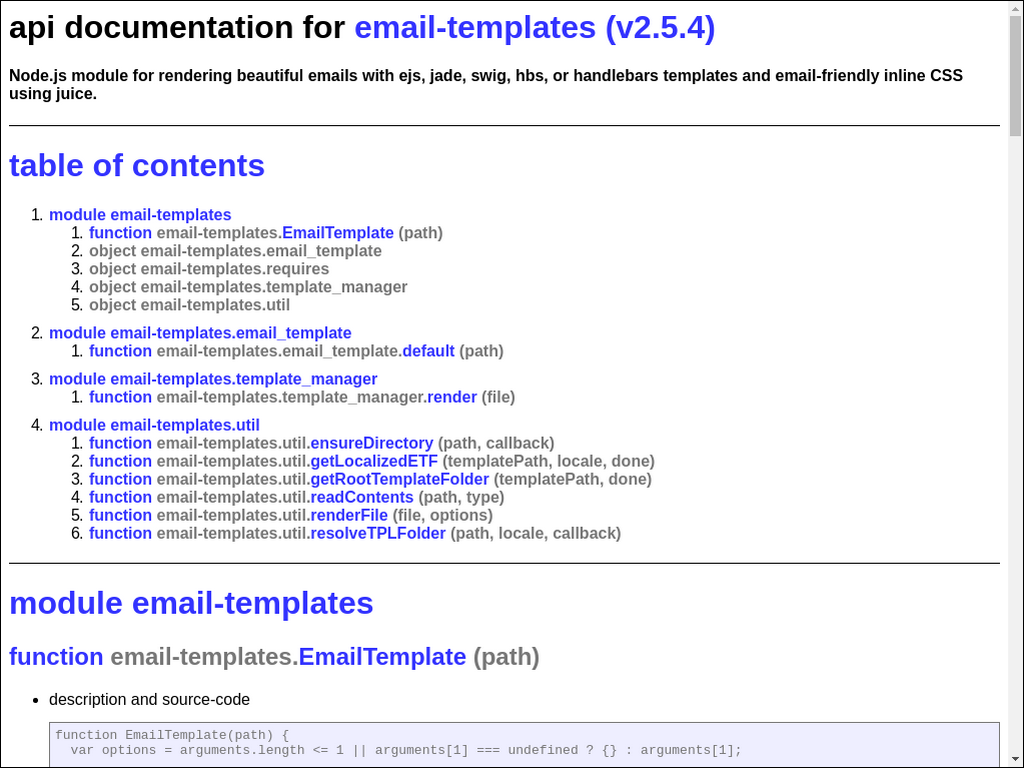 api documentation for email-templates (v2.5.4)
Node.js module for rendering beautiful emails with ejs, jade, swig, hbs, or handlebars templates and email-friendly inline CSS
using juice.
table of contents
1. module email-templates
1. function email-templates.EmailTemplate (path)
2. object email-templates.email_template
3. object email-templates.requires
4. object email-templates.template_manager
5. object email-templates.util
2. module email-templates.email_template
1. function email-templates.email_template.default (path)
3. module email-templates.template_manager
1. function email-templates.template_manager.render (file)
4. module email-templates.util
1. function email-templates.util.ensureDirectory (path, callback)
2. function email-templates.util.getLocalizedETF (templatePath, locale, done)
3. function email-templates.util.getRootTemplateFolder (templatePath, done)
4. function email-templates.util.readContents (path, type)
5. function email-templates.util.renderFile (file, options)
6. function email-templates.util.resolveTPLFolder (path, locale, callback)
module email-templates
function email-templates.EmailTemplate (path)
• description and source-code
function EmailTemplate(path) {
var options = arguments.length <= 1 || arguments[1] === undefined ? {} : arguments[1];